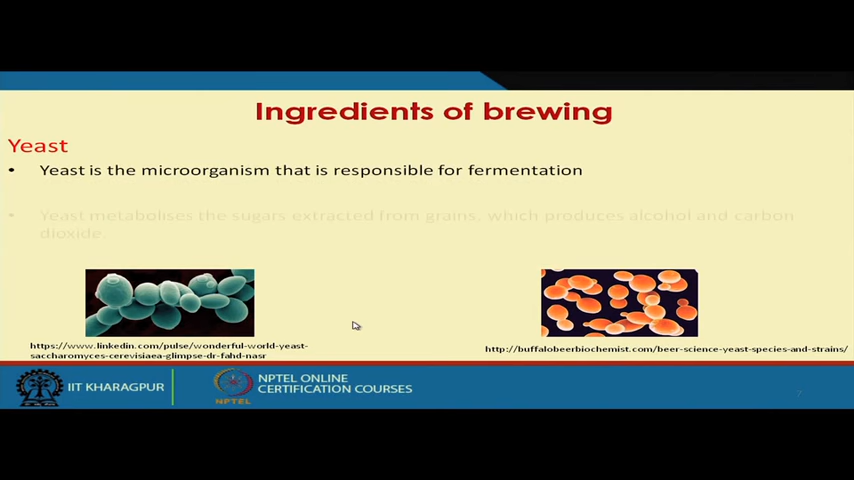 Ingredients of brewing
Yeast
• Yeast is the microorganism that is responsible for fermentation
• Yeast metabolises the sugars extracted from grains, which produces alcohol and carbon
dioxide
https://www.linkedin.com/pulse/wonderful-world-yeast-
saccharomyces-cerevisiaea-glimpse-dr-fahd-nasr
http://buffalobeerbiochemist.com/beer-science-yeast-species-and-strains/
IIT KHARAGPUR
NPTEL
NPTEL ONLINE
CERTIFICATION COURSES
7